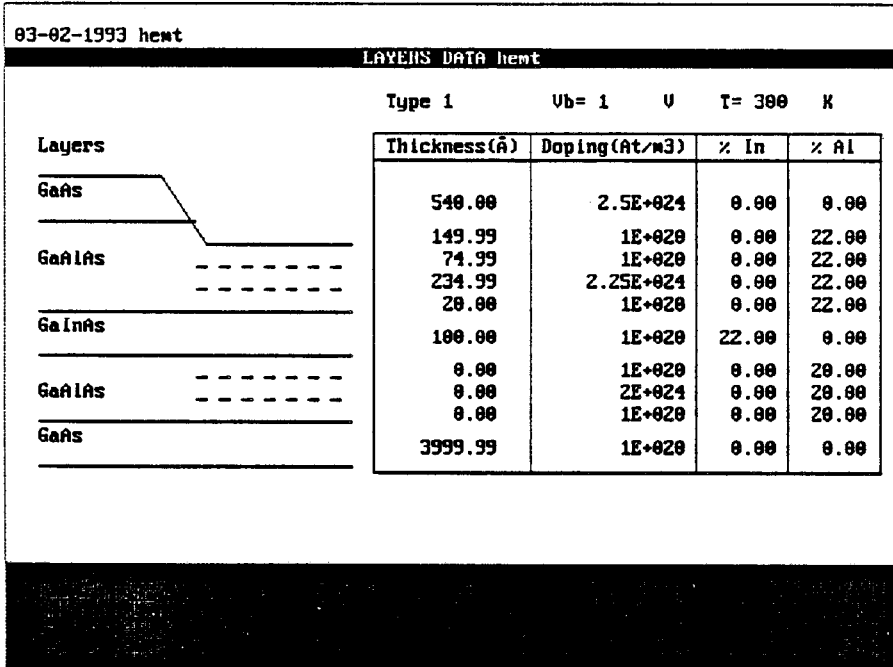 03-02-1993 hemt
LAYERS DATA hemt
Type 1 Vb= 1 V T= 300 K
Layers Thickness(Å) Doping(At/m3) % In % Al
GaAs
540.00 2.5E+024 0.00 0.00
149.99 1E+020 0.00 22.00
GaAlAs
74.99 1E+020 0.00 22.00
234.99 2.25E+024 0.00 22.00
20.00 1E+020 0.00 22.00
GaInAs
100.00 1E+020 22.00 0.00
0.00 1E+020 0.00 20.00
GaAlAs
0.00 2E+024 0.00 20.00
0.00 1E+020 0.00 20.00
GaAs
3999.99 1E+020 0.00 0.00